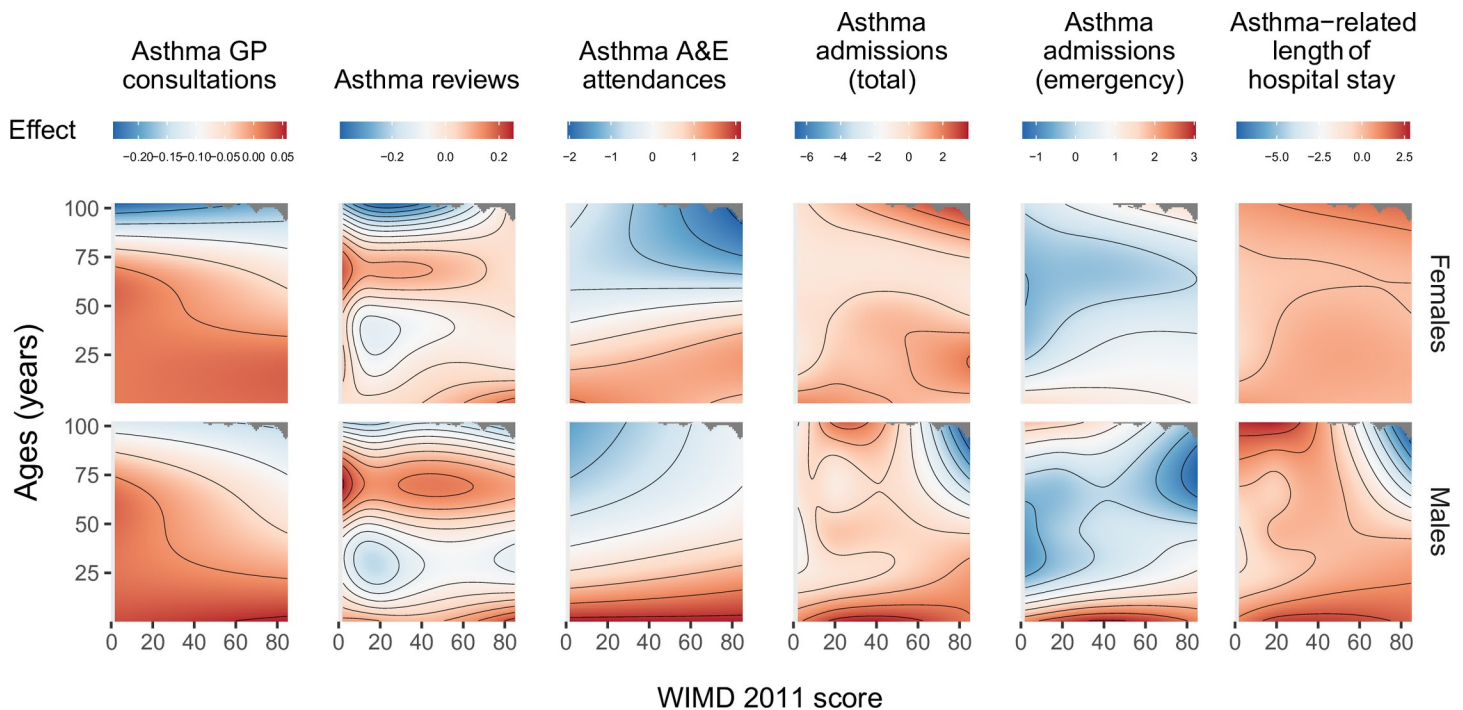 Asthma GP
consultations
Asthma reviews
Asthma A&E
attendances
Asthma
admissions
(total)
Asthma
admissions
(emergency)
Asthma−related
length of
hospital stay
Effect
−0.20 −0.15 −0.10 −0.05 0.00 0.05
−0.2 0.0 0.2
−2 −1 0 1 2
−6 −4 −2 0 2
−1 0 1 2 3
−5.0 −2.5 0.0 2.5
Ages (years)
100
75
50
25
Females
100
75
50
25
Males
0 20 40 60 80
0 20 40 60 80
0 20 40 60 80
0 20 40 60 80
0 20 40 60 80
0 20 40 60 80
WIMD 2011 score